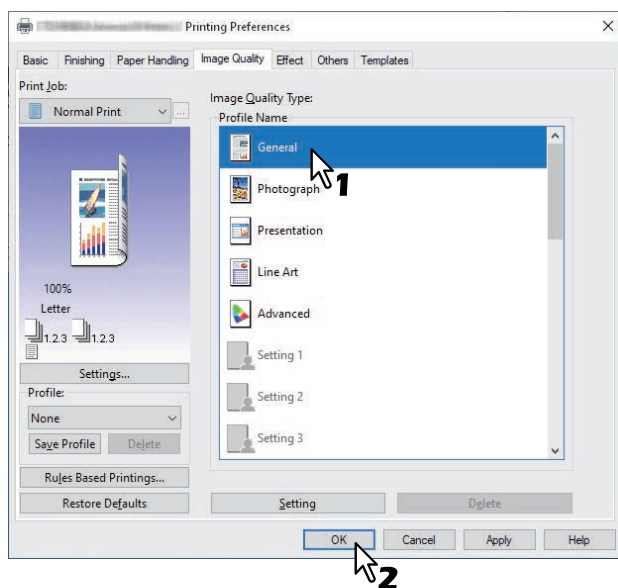 Printing Preferences
Basic Finishing Paper Handling Image Quality Effect Others Templates
Print Job:
Normal Print
...
100%
Letter
1.2.3 1.2.3
Settings...
Profile:
None
Save Profile Delete
Rules Based Printings...
Restore Defaults
Image Quality Type:
Profile Name
General
1
Photograph
Presentation
Line Art
Advanced
Setting 1
Setting 2
Setting 3
Setting Delete
OK Cancel Apply Help
2